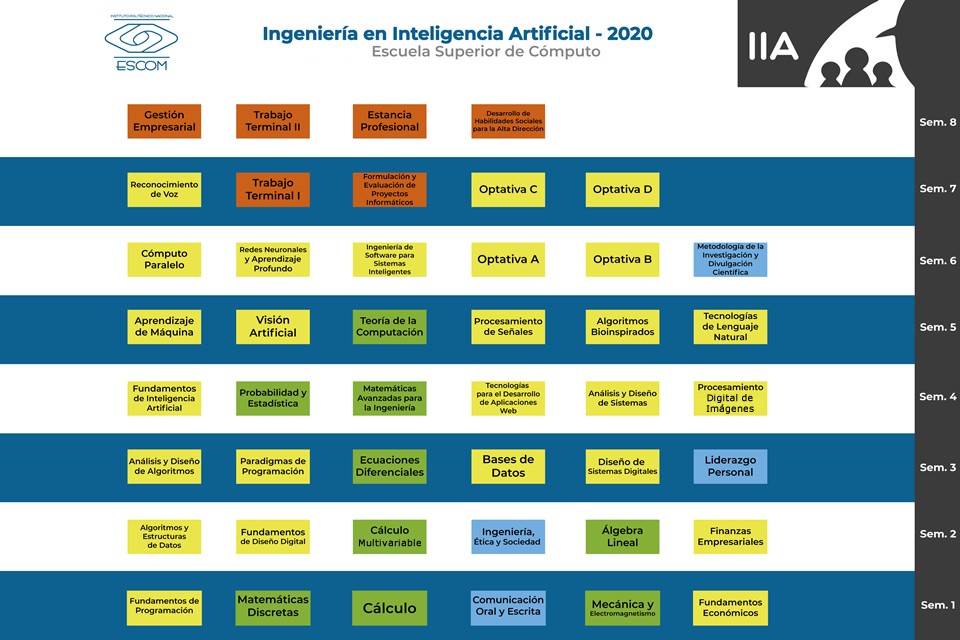 INSTITUTO POLITÉCNICO NACIONAL
ESCOM
Ingeniería en Inteligencia Artificial - 2020
Escuela Superior de Cómputo
IIA
Gestión
Empresarial
Trabajo
Terminal II
Estancia
Profesional
Desarrollo de
Habilidades Sociales
para la Alta Dirección
Sem. 8
Reconocimiento
de Voz
Trabajo
Terminal I
Formulación y
Evaluación de
Proyectos
Informáticos
Optativa C
Optativa D
Sem. 7
Cómputo
Paralelo
Redes Neuronales
y Aprendizaje
Profundo
Ingeniería de
Software para
Sistemas
Inteligentes
Optativa A
Optativa B
Metodología de la
Investigación y
Divulgación
Científica
Sem. 6
Aprendizaje
de Máquina
Visión
Artificial
Teoría de la
Computación
Procesamiento
de Señales
Algoritmos
Bioinspirados
Tecnologías
de Lenguaje
Natural
Sem. 5
Fundamentos
de Inteligencia
Artificial
Probabilidad y
Estadística
Matemáticas
Avanzadas para
la Ingeniería
Tecnologías
para el Desarrollo
de Aplicaciones
Web
Análisis y Diseño
de Sistemas
Procesamiento
Digital de
Imágenes
Sem. 4
Análisis y Diseño
de Algoritmos
Paradigmas de
Programación
Ecuaciones
Diferenciales
Bases de
Datos
Diseño de
Sistemas Digitales
Liderazgo
Personal
Sem. 3
Algoritmos y
Estructuras
de Datos
Fundamentos
de Diseño Digital
Cálculo
Multivariable
Ingeniería,
Ética y Sociedad
Álgebra
Lineal
Finanzas
Empresariales
Sem. 2
Fundamentos de
Programación
Matemáticas
Discretas
Cálculo
Comunicación
Oral y Escrita
Mecánica y
Electromagnetismo
Fundamentos
Económicos
Sem. 1